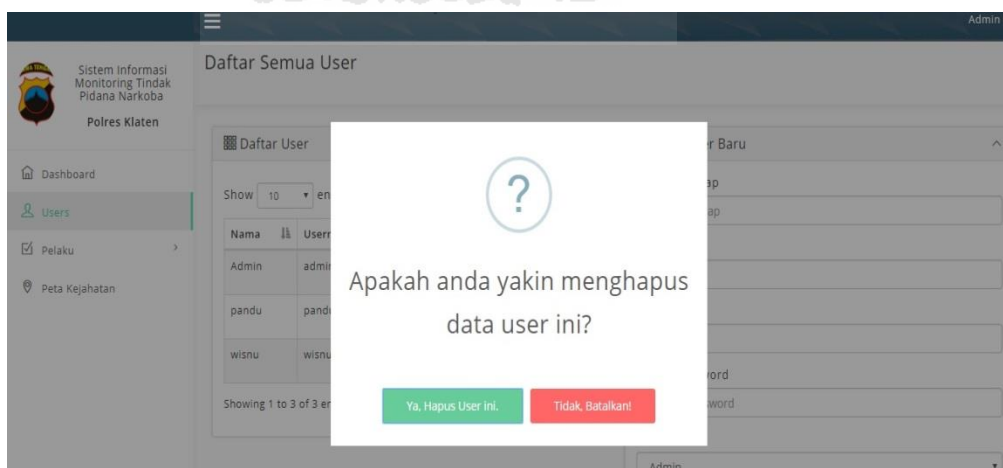 Admin
Sistem Informasi
Monitoring Tindak
Pidana Narkoba
Polres Klaten
Dashboard
Users
Pelaku
Peta Kejahatan
Daftar Semua User
Daftar User
Show 10
Nama
Admin
pandu
wisnu wisnu
Showing 1 to 3 of 3
Baru
Admin
?
Apakah anda yakin menghapus
data user ini?
Ya, Hapus User ini.
Tidak, Batalkan!